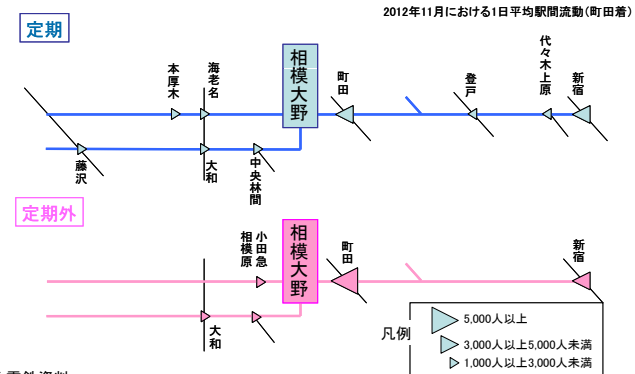 2012年11月における1日平均駅間流動(町田着)
定期
本厚木
海老名
相模大野
町田
登戸
代々木上原
新宿
藤沢
大和
中央林間
定期外
小田急
相模原
相模大野
町田
新宿
大和
凡例
5,000人以上
3,000人以上5,000人未満
1,000人以上3,000人未満